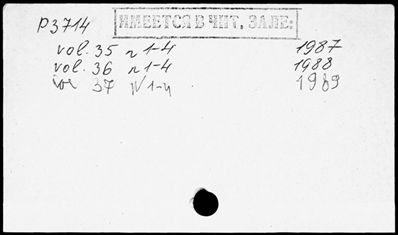 P3714
ИМЕЕТСЯ В ЧИТ. ЗАЛЕ:
vol. 35 n 1-4 1987
vol. 36 n 1-4 1988
vol 37 N 1-4 1989